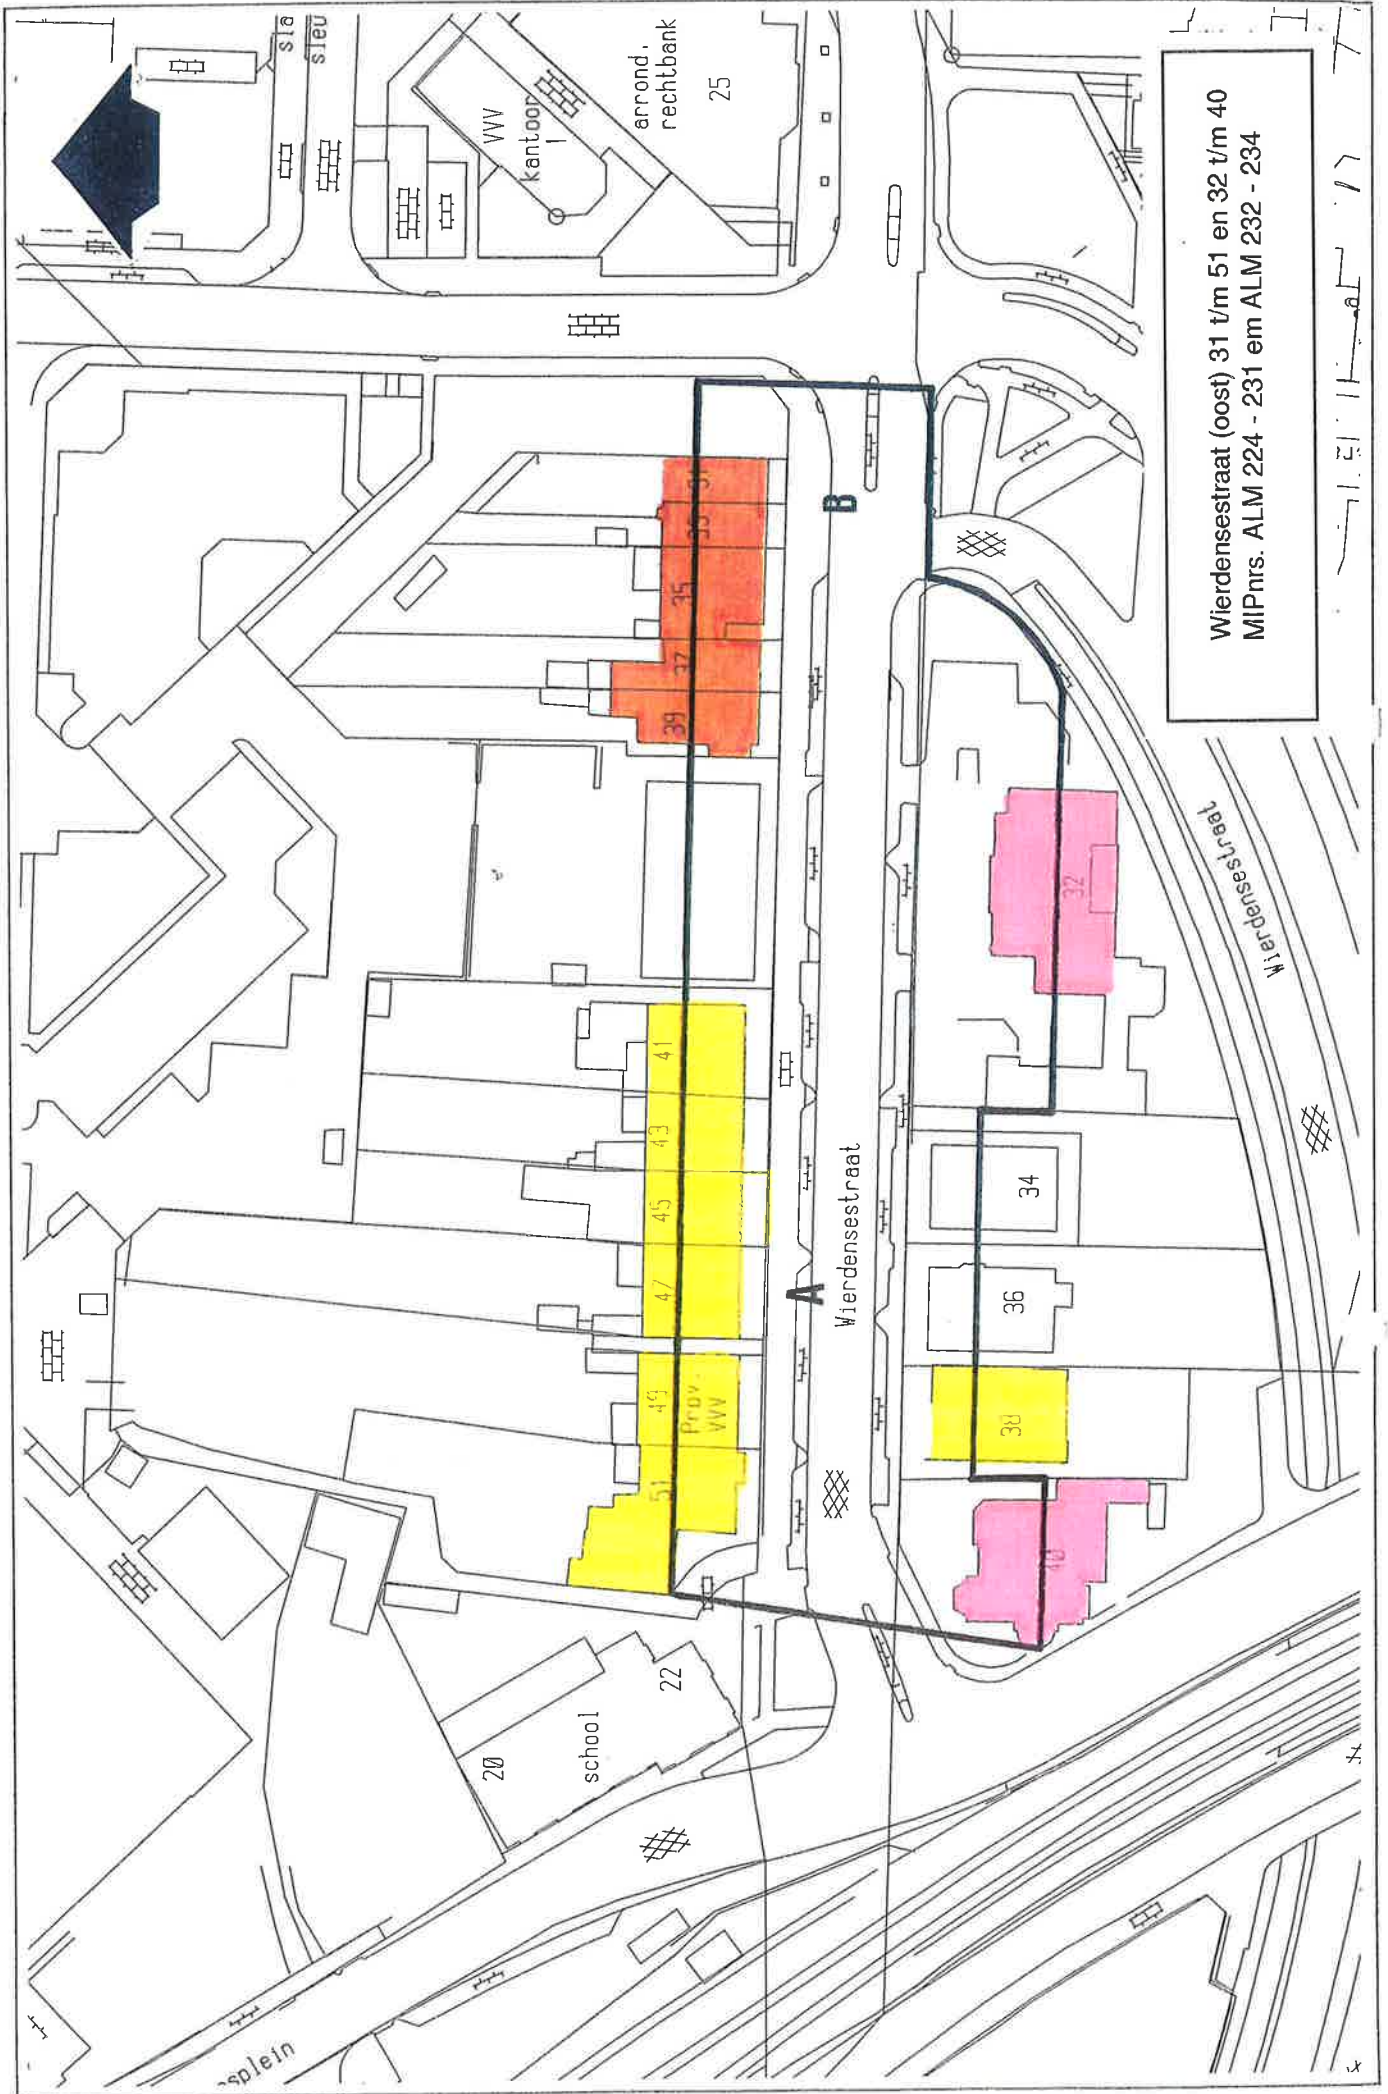 sla
sleu
VVV
kantoor
1
arrond.
rechtbank
25
35
37
39
41
43
45
47
49
Prov.
VVV
51
B
A
Wierdensestraat
32
34
36
38
40
Wierdensestraat
20
school
22
splein
Wierdensestraat (oost) 31 t/m 51 en 32 t/m 40
MIPnrs. ALM 224 - 231 em ALM 232 - 234